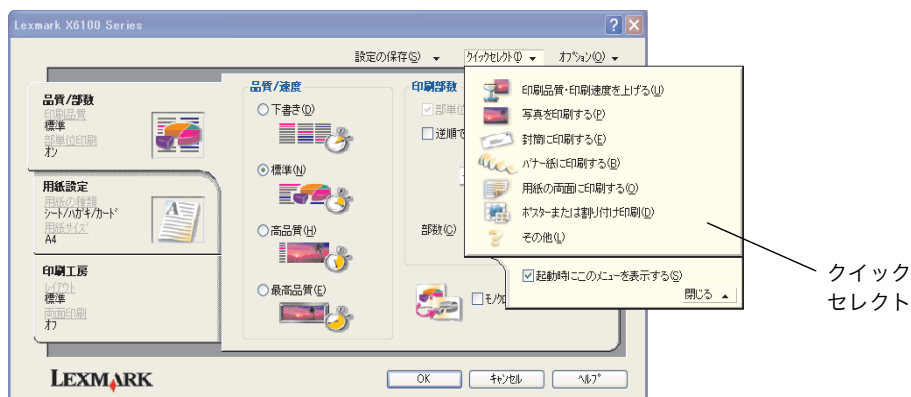 Lexmark X6100 Series
設定の保存(S)
クイックセレクト(I)
オプション(O)
品質/部数
印刷品質
標準
部単位印刷
オン
用紙設定
用紙の種類
シート/ハガキ/カード
用紙サイズ
A4
印刷工房
レイアウト
標準
両面印刷
オフ
品質/速度
下書き(D)
標準(N)
高品質(H)
最高品質(E)
印刷部数
部単位
逆順で
部数(C)
モノクロ
印刷品質・印刷速度を上げる(U)
写真を印刷する(P)
封筒に印刷する(E)
バナー紙に印刷する(B)
用紙の両面に印刷する(O)
ポスターまたは割り付け印刷(D)
その他(L)
起動時にこのメニューを表示する(S)
閉じる
クイック
セレクト
LEXMARK
OK
キャンセル
ヘルプ